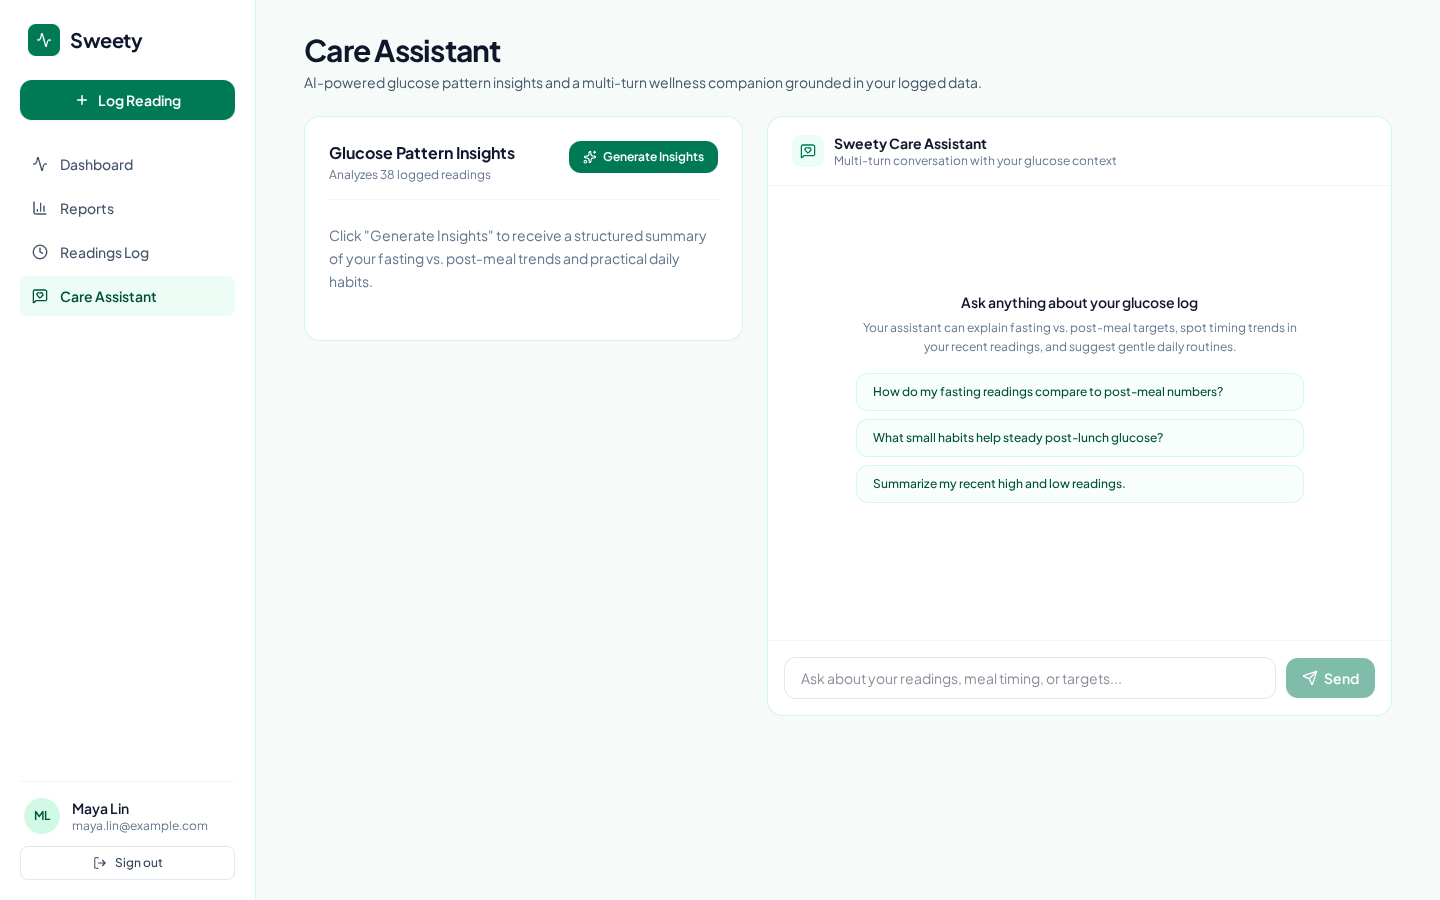 Sweety
Log Reading
Dashboard
Reports
Readings Log
Care Assistant
ML
Maya Lin
maya.lin@example.com
Sign out
Care Assistant
AI-powered glucose pattern insights and a multi-turn wellness companion grounded in your logged data.
Glucose Pattern Insights
Analyzes 38 logged readings
Generate Insights
Click "Generate Insights" to receive a structured summary
of your fasting vs. post-meal trends and practical daily
habits.
Sweety Care Assistant
Multi-turn conversation with your glucose context
Ask anything about your glucose log
Your assistant can explain fasting vs. post-meal targets, spot timing trends in
your recent readings, and suggest gentle daily routines.
How do my fasting readings compare to post-meal numbers?
What small habits help steady post-lunch glucose?
Summarize my recent high and low readings.
Ask about your readings, meal timing, or targets...
Send